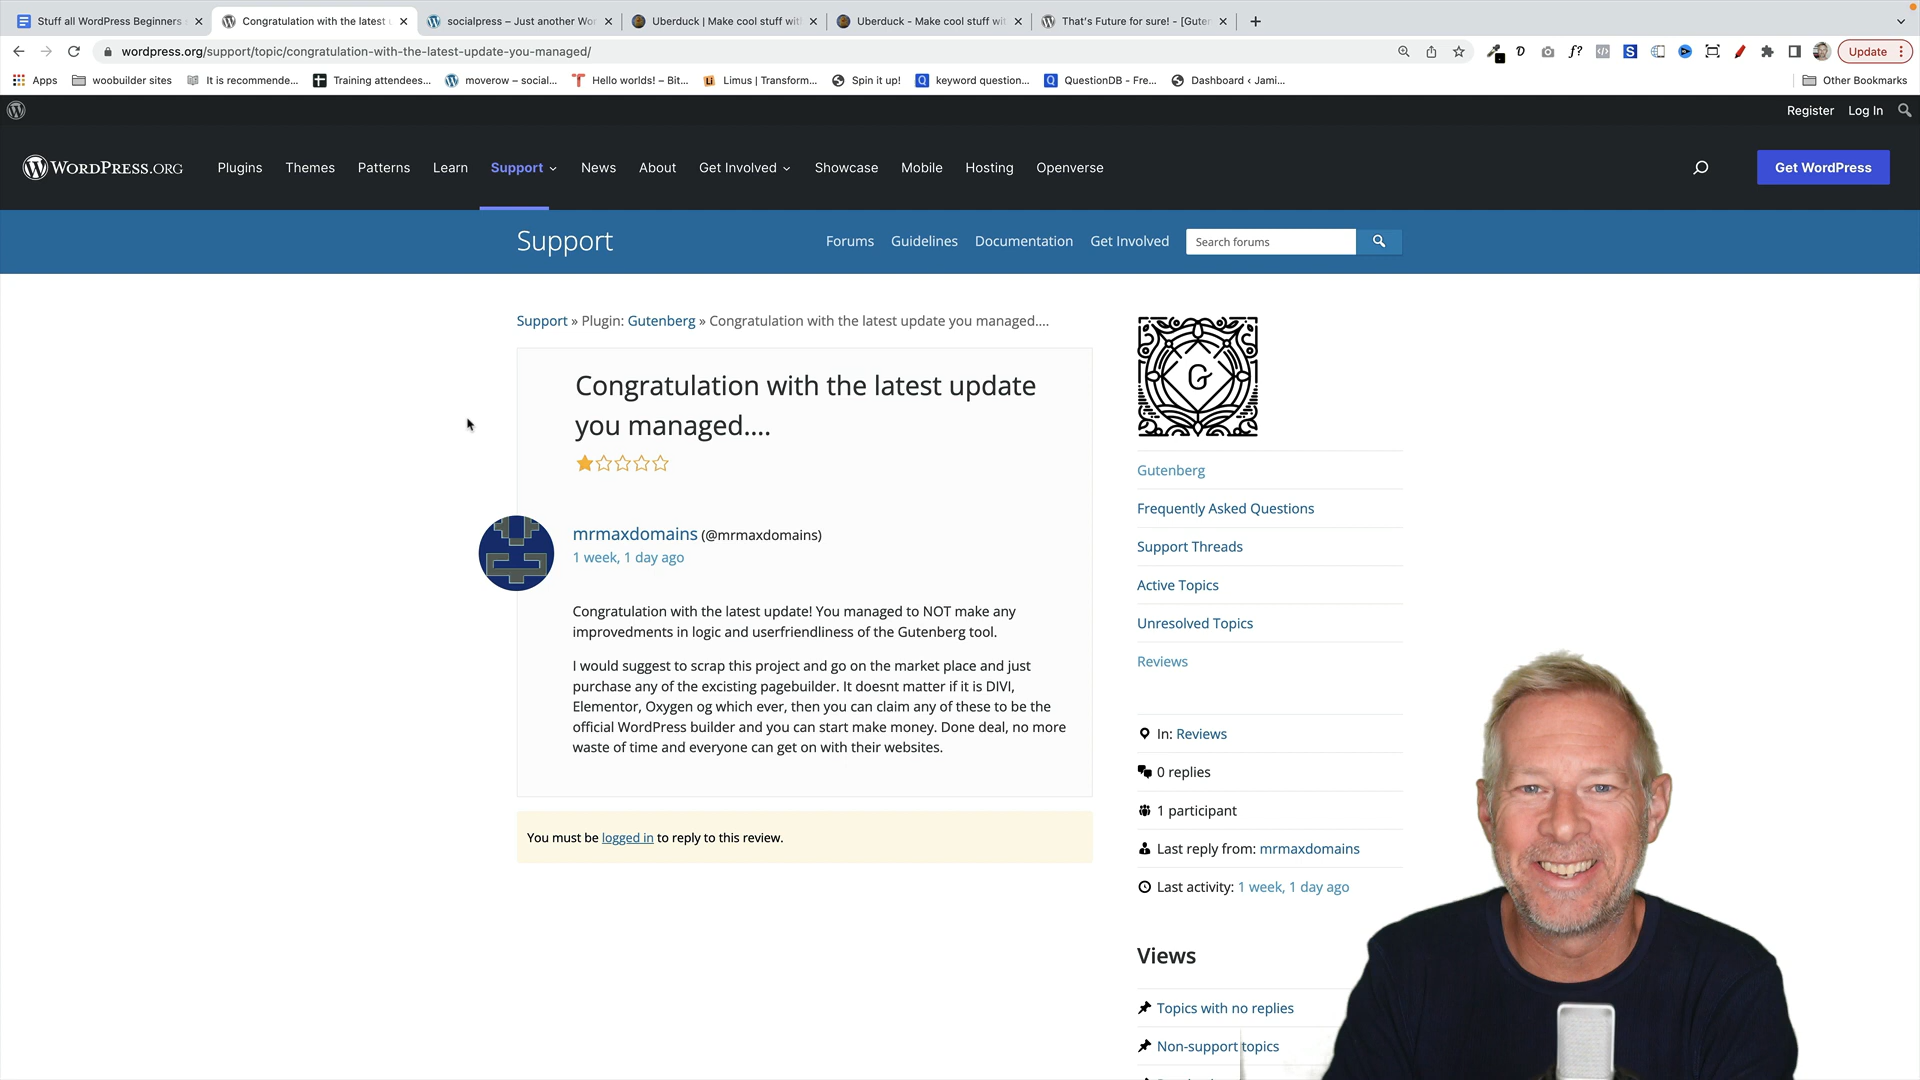 Stuff all WordPress Beginners
Congratulation with the latest
socialpress – Just another Wor
Uberduck | Make cool stuff wit
Uberduck - Make cool stuff wit
That's Future for sure! - [Guten
wordpress.org/support/topic/congratulation-with-the-latest-update-you-managed/
Update
Apps
woobuilder sites
It is recommende...
Training attendees...
moverow – social...
Hello worlds! – Bit...
Limus | Transform...
Spin it up!
keyword question...
QuestionDB - Fre...
Dashboard ‹ Jami...
Other Bookmarks
Register
Log In
WORDPRESS.ORG
Plugins
Themes
Patterns
Learn
Support
News
About
Get Involved
Showcase
Mobile
Hosting
Openverse
Get WordPress
Support
Forums
Guidelines
Documentation
Get Involved
Search forums
Support » Plugin: Gutenberg » Congratulation with the latest update you managed....
Congratulation with the latest update
you managed....
mrmaxdomains (@mrmaxdomains)
1 week, 1 day ago
Congratulation with the latest update! You managed to NOT make any
improvedments in logic and userfriendliness of the Gutenberg tool.
I would suggest to scrap this project and go on the market place and just
purchase any of the excisting pagebuilder. It doesnt matter if it is DIVI,
Elementor, Oxygen og which ever, then you can claim any of these to be the
official WordPress builder and you can start make money. Done deal, no more
waste of time and everyone can get on with their websites.
You must be logged in to reply to this review.
G
Gutenberg
Frequently Asked Questions
Support Threads
Active Topics
Unresolved Topics
Reviews
In: Reviews
0 replies
1 participant
Last reply from: mrmaxdomains
Last activity: 1 week, 1 day ago
Views
Topics with no replies
Non-support topics